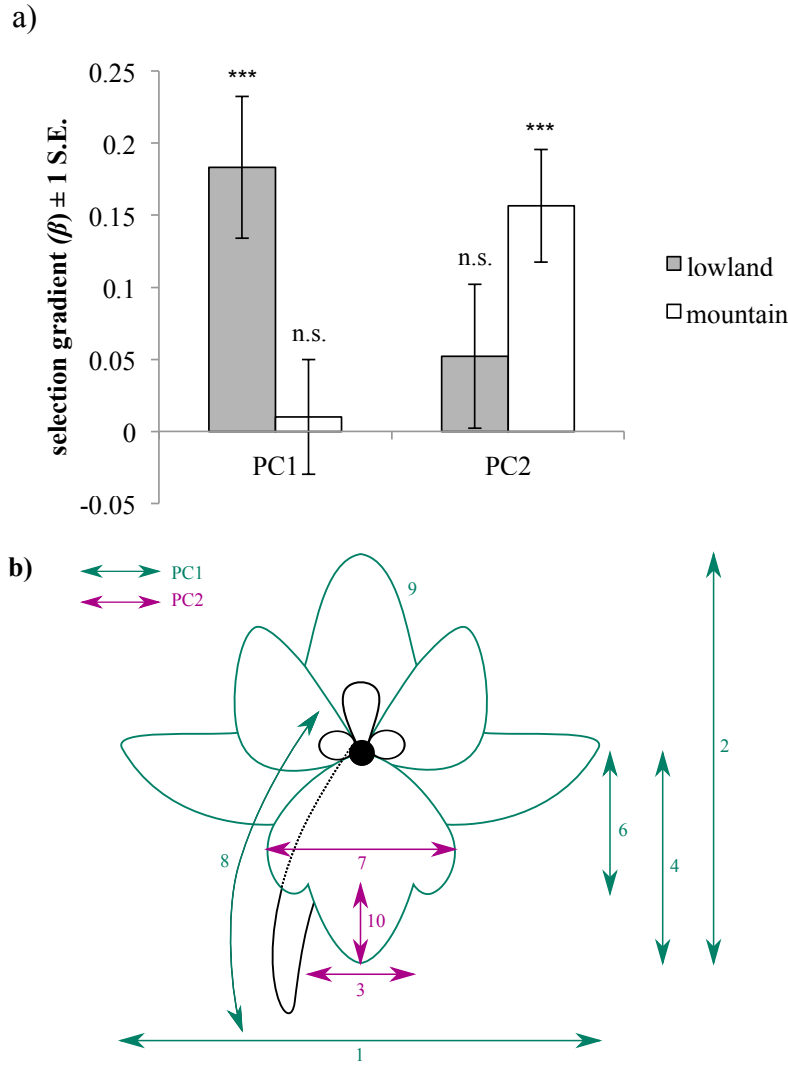 a)
0.25
0.2
0.15
0.1
0.05
0
-0.05
selection gradient (β) ± 1 S.E.
***
n.s.
n.s.
***
PC1
PC2
lowland
mountain
b)
PC1
PC2
9
2
6
4
8
7
10
3
1